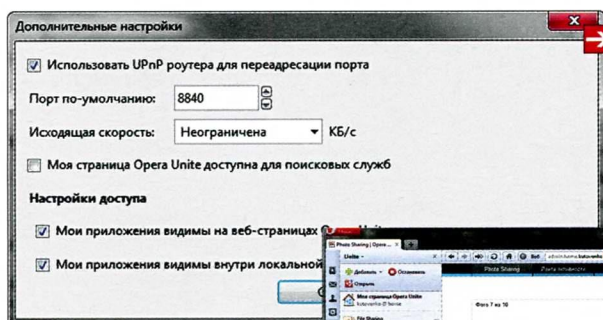 Дополнительные настройки
Использовать UPnP роутера для переадресации порта
Порт по-умолчанию: 8840
Исходящая скорость: Неограничена КБ/с
Моя страница Opera Unite доступна для поисковых служб
Настройки доступа
Мои приложения видимы на веб-страницах
Мои приложения видимы внутри локальной
Photo Sharing | Opera ...
Unite
Веб
Добавить
Остановить
Photo Sharing
Открыть
Моя страница Opera Unite
Фото 7 из 10
File Sharing